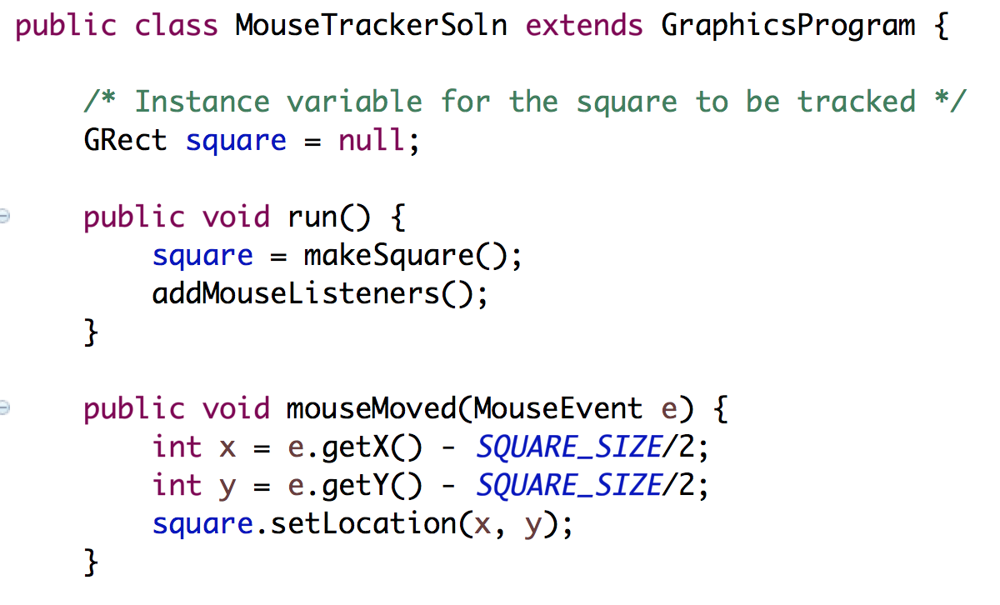 public class MouseTrackerSoln extends GraphicsProgram {
/* Instance variable for the square to be tracked */
GRect square = null;
public void run() {
square = makeSquare();
addMouseListeners();
}
public void mouseMoved(MouseEvent e) {
int x = e.getX() - SQUARE_SIZE/2;
int y = e.getY() - SQUARE_SIZE/2;
square.setLocation(x, y);
}